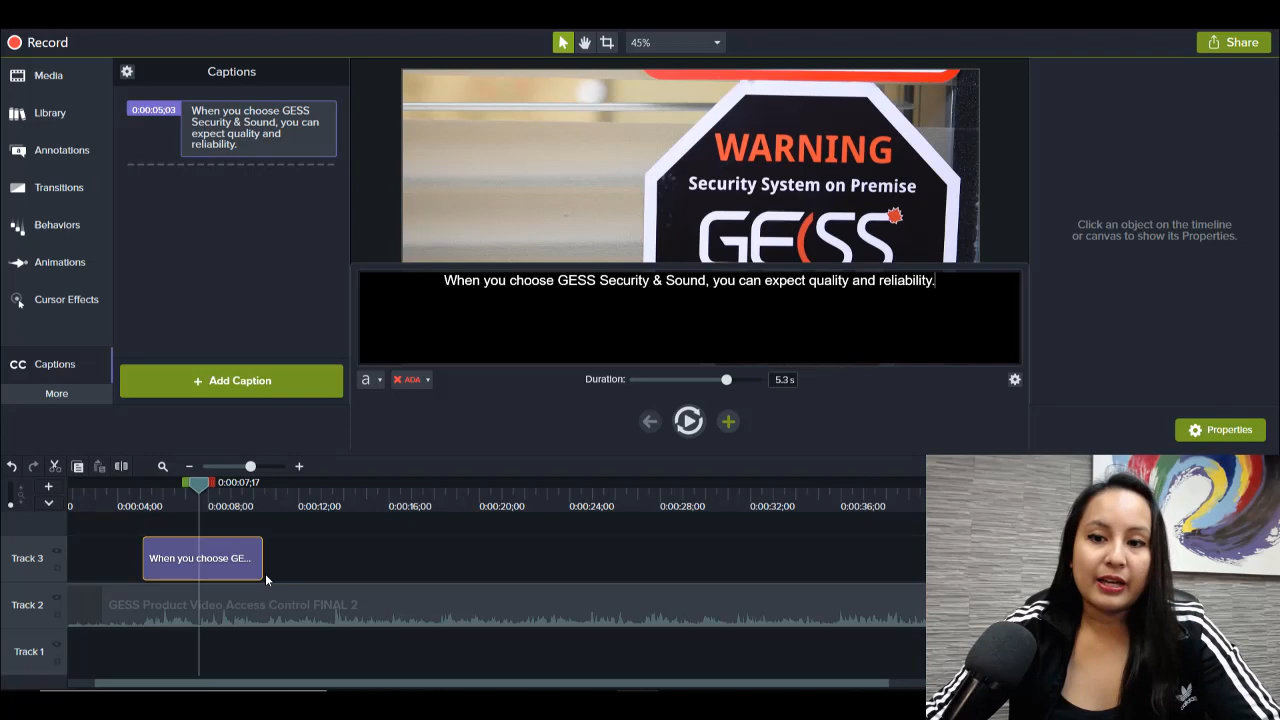 Record
45%
Share
Media
Library
Annotations
Transitions
Behaviors
Animations
Cursor Effects
CC Captions
More
Captions
0:00:05;03
When you choose GESS
Security & Sound, you can
expect quality and
reliability.
+ Add Caption
WARNING
Security System on Premise
GESS
When you choose GESS Security & Sound, you can expect quality and reliability.
a
ADA
Duration:
5.3 s
Click an object on the timeline
or canvas to show its Properties.
Properties
0:00:07;17
0
0:00:04;00
0:00:08;00
0:00:12;00
0:00:16;00
0:00:20;00
0:00:24;00
0:00:28;00
0:00:32;00
0:00:36;00
Track 3
When you choose GE...
Track 2
GESS Product Video Access Control FINAL 2
Track 1
adidas